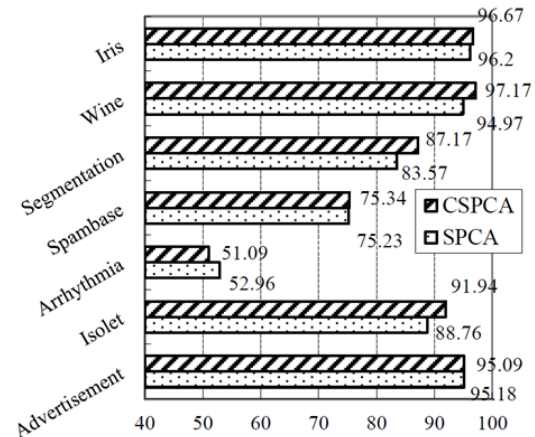 96.67
Iris
96.2
Wine
97.17
94.97
Segmentation
87.17
83.57
Spambase
75.34
75.23
CSPCA
SPCA
Arrhythmia
51.09
52.96
Isolet
91.94
88.76
Advertisement
95.09
95.18
40 50 60 70 80 90 100